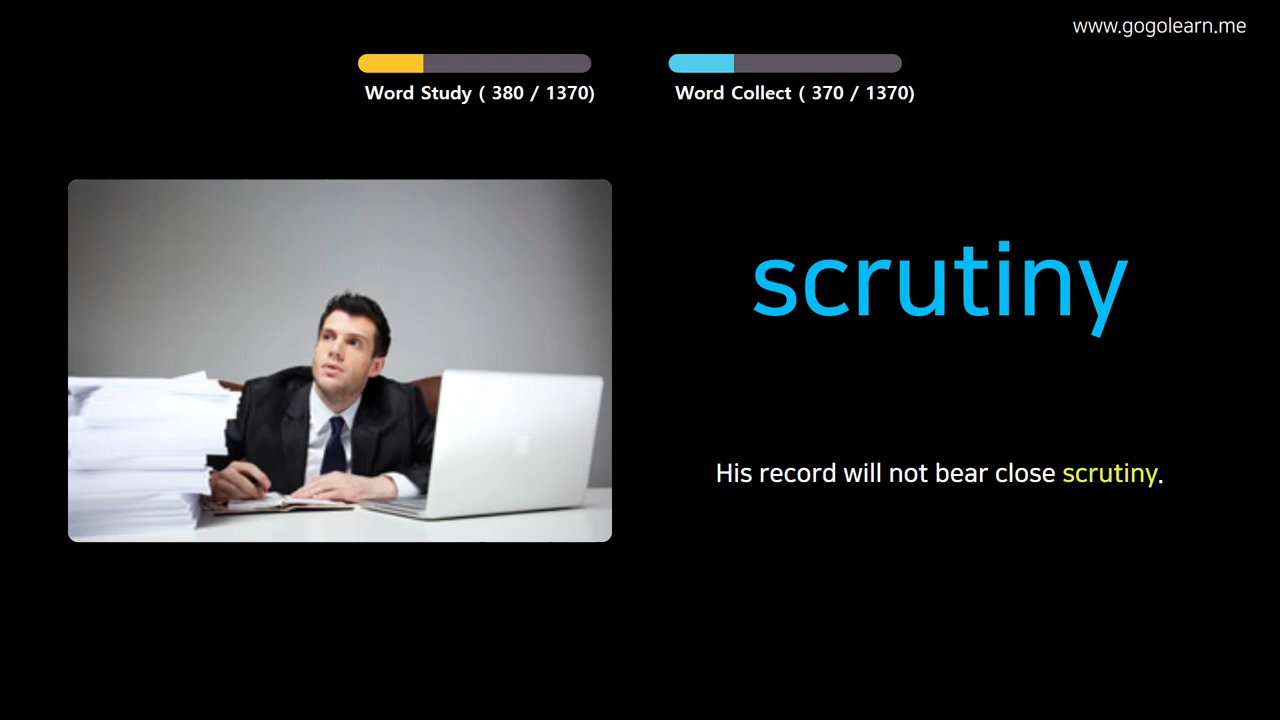 www.gogolearn.me
Word Study ( 380 / 1370)
Word Collect ( 370 / 1370)
scrutiny
His record will not bear close scrutiny.